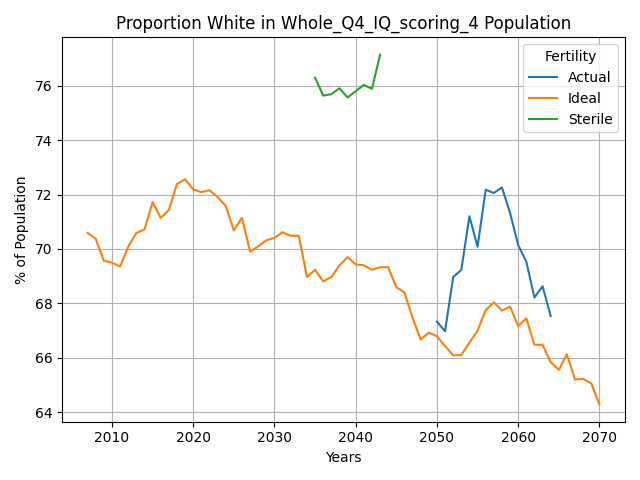 Proportion White in Whole_Q4_IQ_scoring_4 Population
Fertility
Actual
Ideal
Sterile
76
74
72
70
68
66
64
% of Population
2010
2020
2030
2040
2050
2060
2070
Years